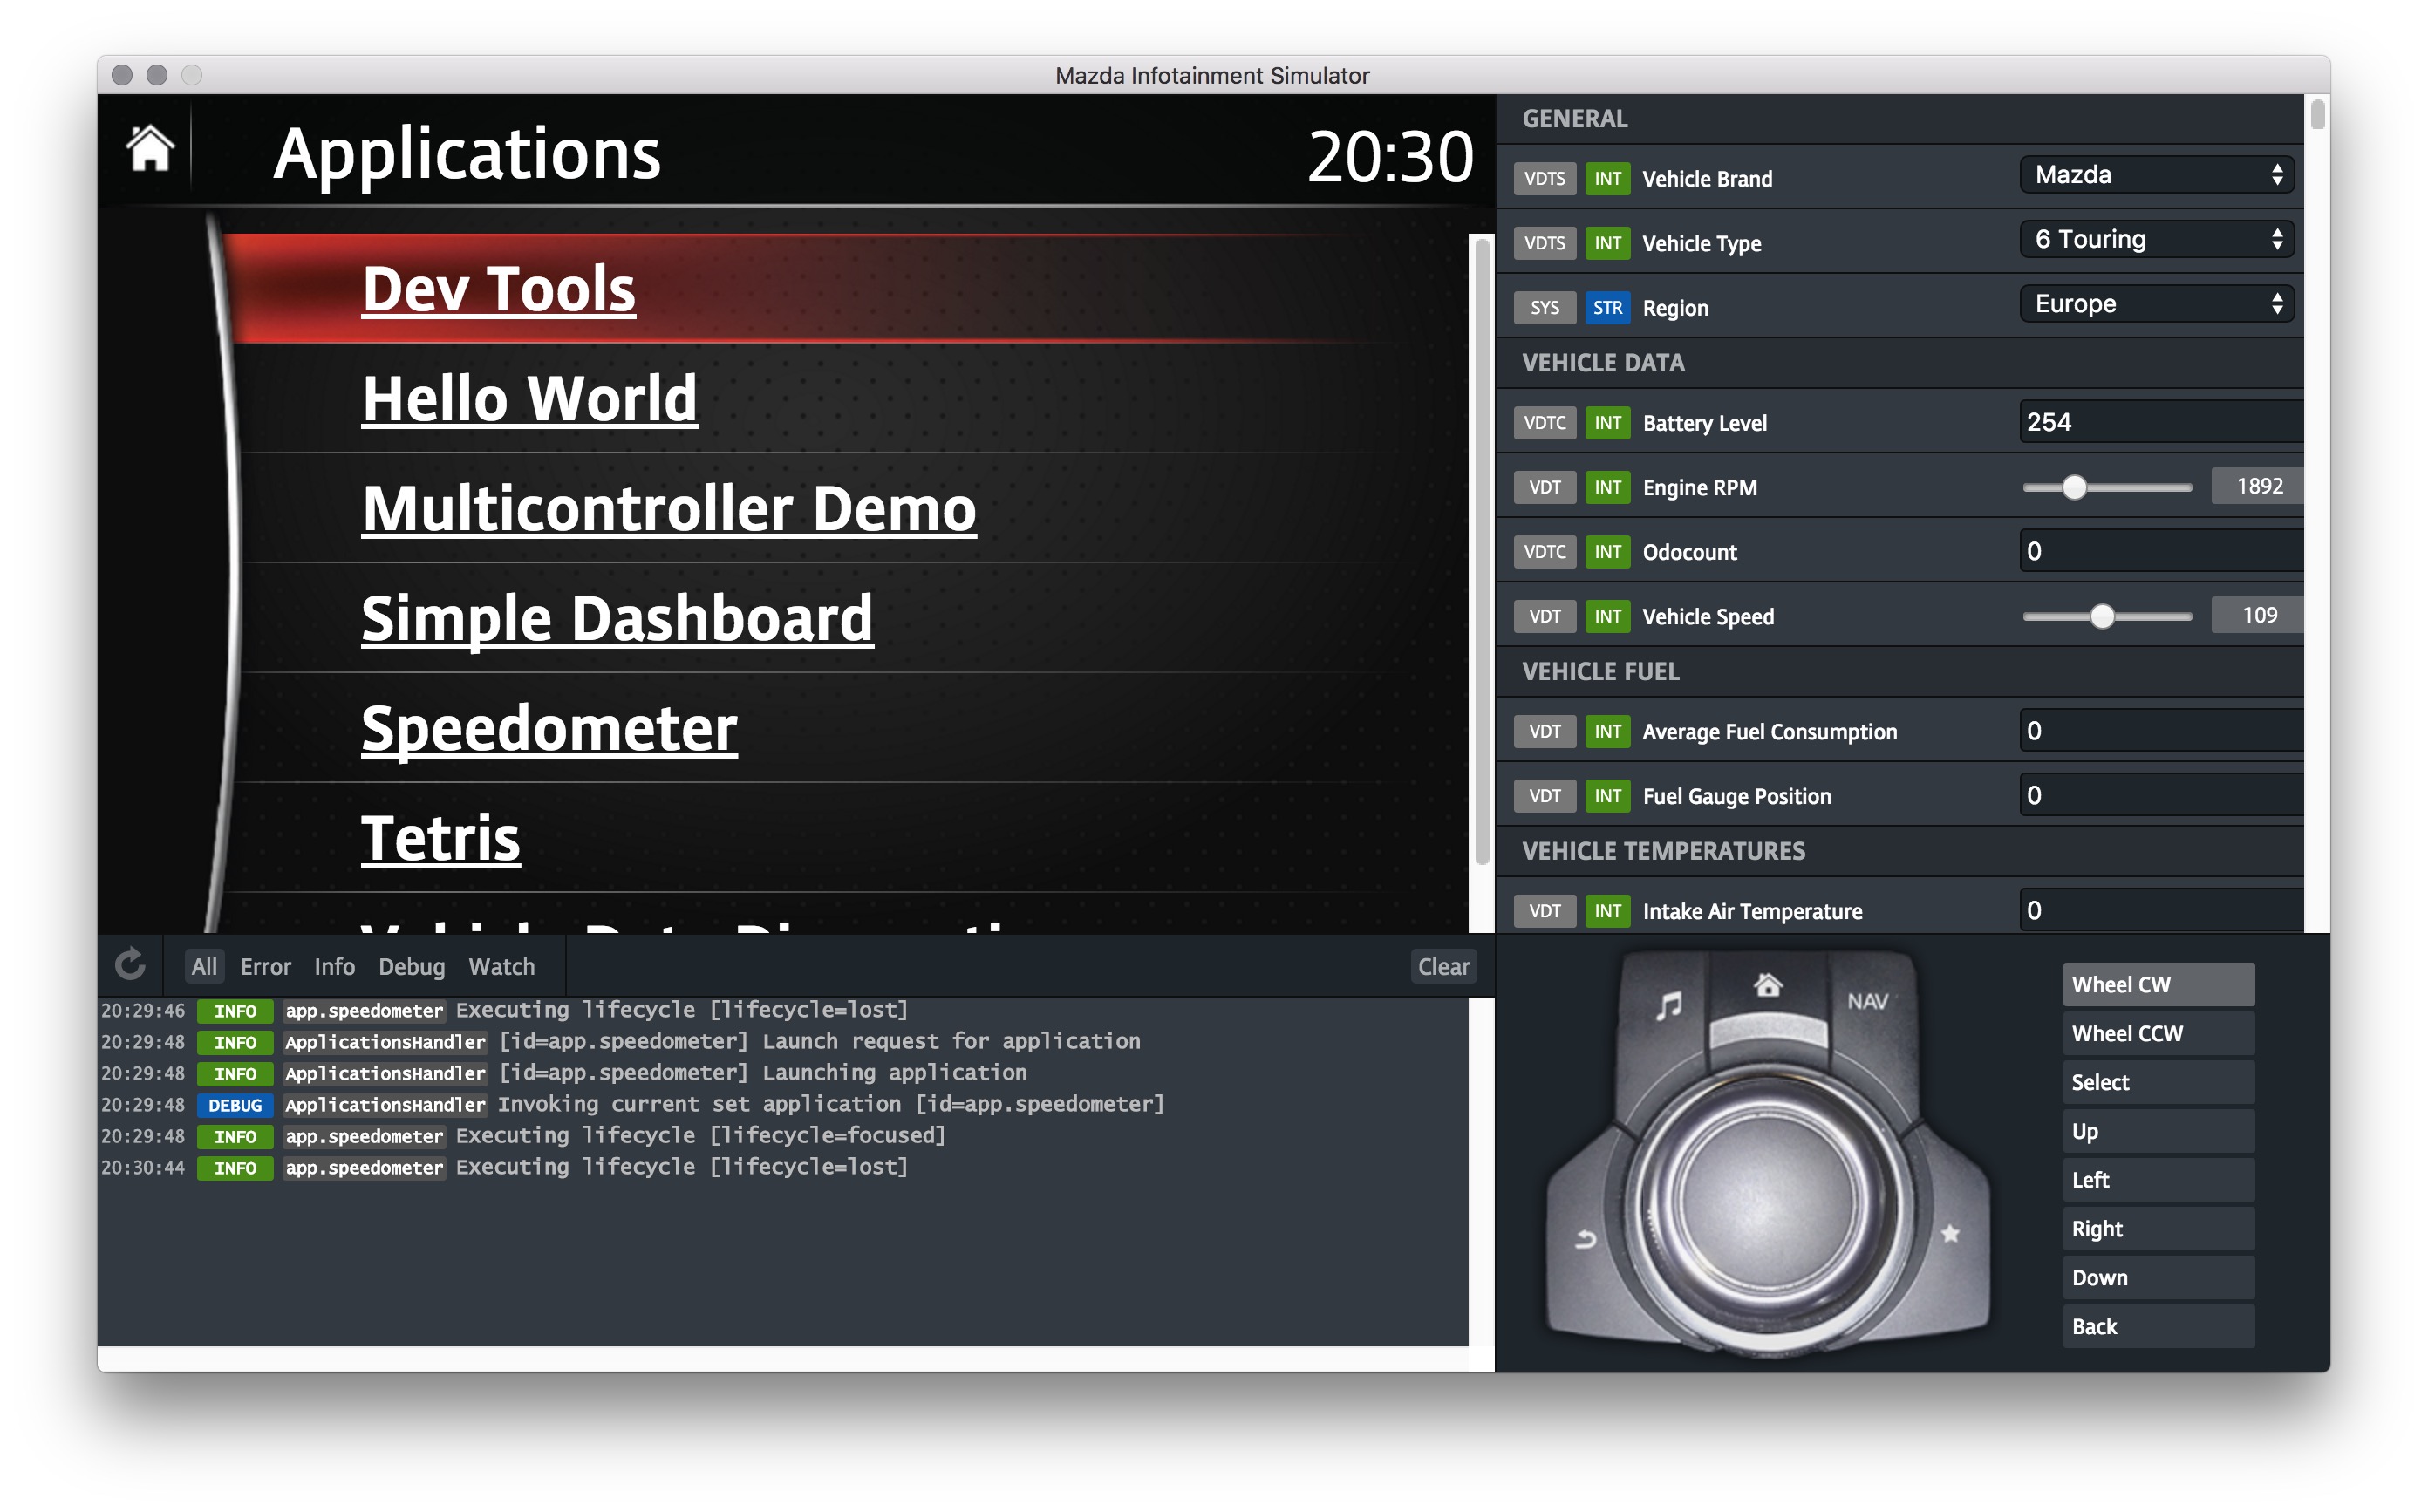 Mazda Infotainment Simulator
Applications
20:30
Dev Tools
Hello World
Multicontroller Demo
Simple Dashboard
Speedometer
Tetris
GENERAL
VDTS INT Vehicle Brand Mazda
VDTS INT Vehicle Type 6 Touring
SYS STR Region Europe
VEHICLE DATA
VDTC INT Battery Level 254
VDT INT Engine RPM 1892
VDTC INT Odocount 0
VDT INT Vehicle Speed 109
VEHICLE FUEL
VDT INT Average Fuel Consumption 0
VDT INT Fuel Gauge Position 0
VEHICLE TEMPERATURES
VDT INT Intake Air Temperature 0
All Error Info Debug Watch Clear
20:29:46 INFO app.speedometer Executing lifecycle [lifecycle=lost]
20:29:48 INFO ApplicationsHandler [id=app.speedometer] Launch request for application
20:29:48 INFO ApplicationsHandler [id=app.speedometer] Launching application
20:29:48 DEBUG ApplicationsHandler Invoking current set application [id=app.speedometer]
20:29:48 INFO app.speedometer Executing lifecycle [lifecycle=focused]
20:30:44 INFO app.speedometer Executing lifecycle [lifecycle=lost]
NAV
Wheel CW
Wheel CCW
Select
Up
Left
Right
Down
Back